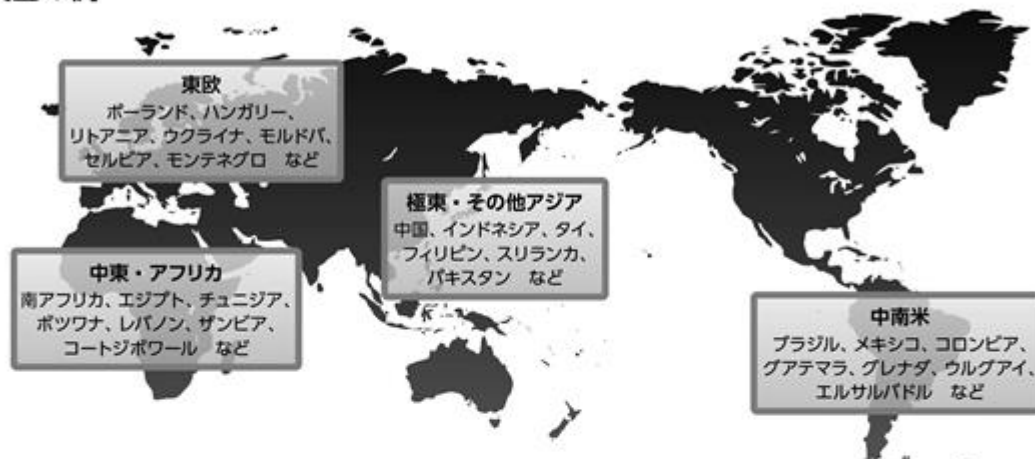 東欧
ポーランド、ハンガリー、
リトアニア、ウクライナ、モルドバ、
セルビア、モンテネグロ　など
極東・その他アジア
中国、インドネシア、タイ、
フィリピン、スリランカ、
パキスタン　など
中東・アフリカ
南アフリカ、エジプト、チュニジア、
ボツワナ、レバノン、ザンビア、
コートジボワール　など
中南米
ブラジル、メキシコ、コロンビア、
グアテマラ、グレナダ、ウルグアイ、
エルサルバドル　など